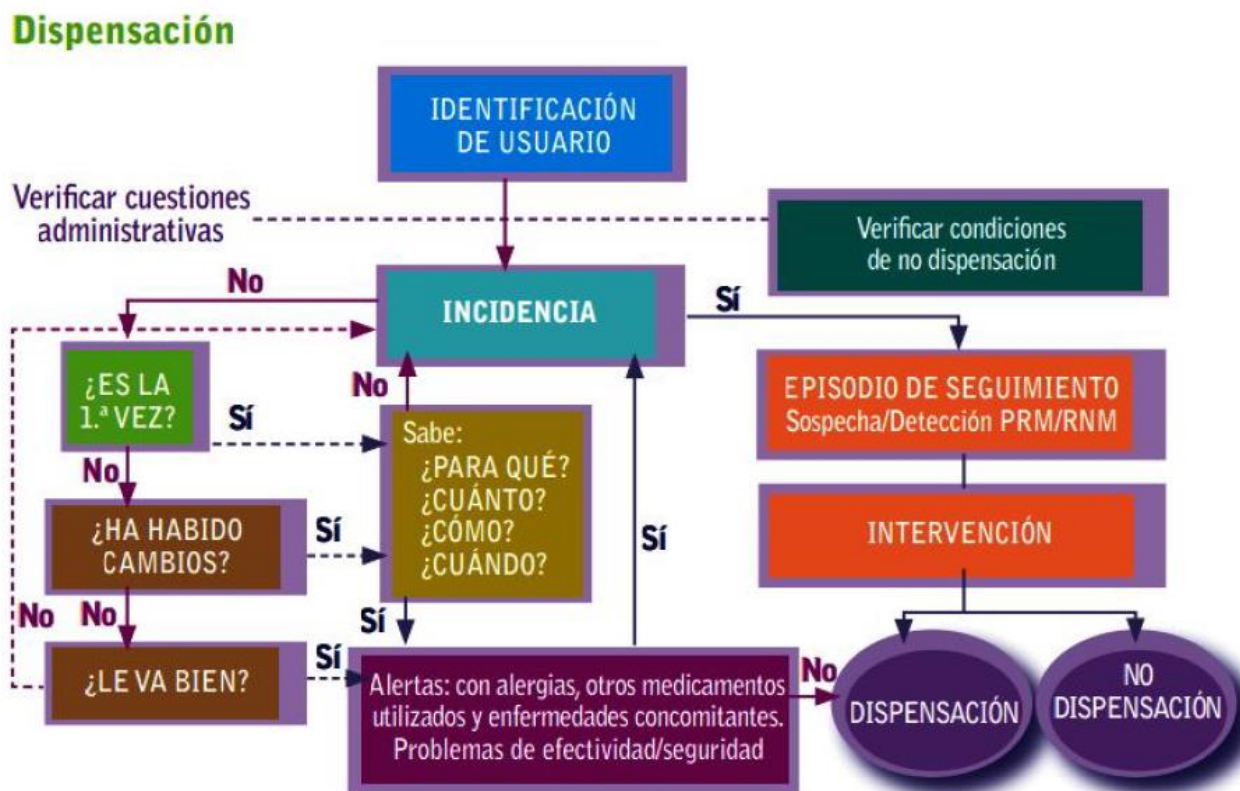 Dispensación
IDENTIFICACIÓN
DE USUARIO
Verificar cuestiones
administrativas
Verificar condiciones
de no dispensación
No
INCIDENCIA
Sí
¿ES LA
1.ª VEZ?
Sí
No
No
Sabe:
¿PARA QUÉ?
¿CUÁNTO?
¿CÓMO?
¿CUÁNDO?
EPISODIO DE SEGUIMIENTO
Sospecha/Detección PRM/RNM
¿HA HABIDO
CAMBIOS?
Sí
Sí
INTERVENCIÓN
No
No
Sí
¿LE VA BIEN?
Sí
Alertas: con alergias, otros medicamentos
utilizados y enfermedades concomitantes.
Problemas de efectividad/seguridad
No
DISPENSACIÓN
NO
DISPENSACIÓN